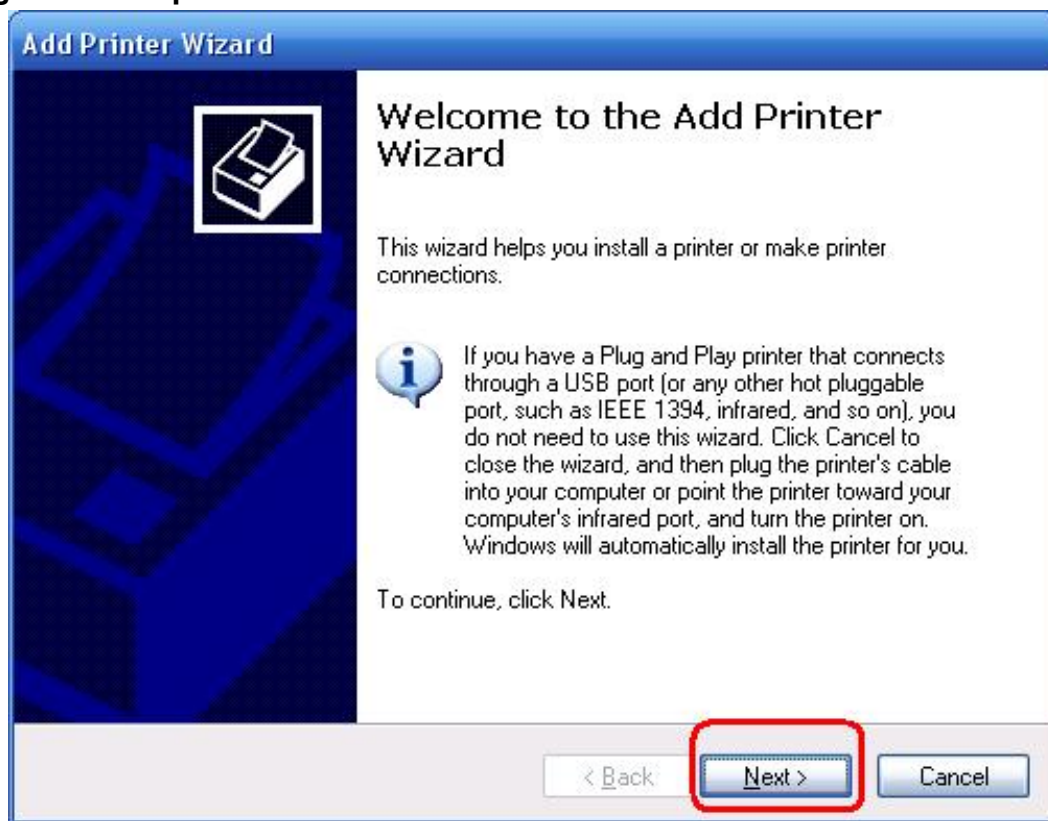 Add Printer Wizard
Welcome to the Add Printer
Wizard
This wizard helps you install a printer or make printer
connections.
If you have a Plug and Play printer that connects
through a USB port (or any other hot pluggable
port, such as IEEE 1394, infrared, and so on), you
do not need to use this wizard. Click Cancel to
close the wizard, and then plug the printer's cable
into your computer or point the printer toward your
computer's infrared port, and turn the printer on.
Windows will automatically install the printer for you.
To continue, click Next.
< Back
Next >
Cancel